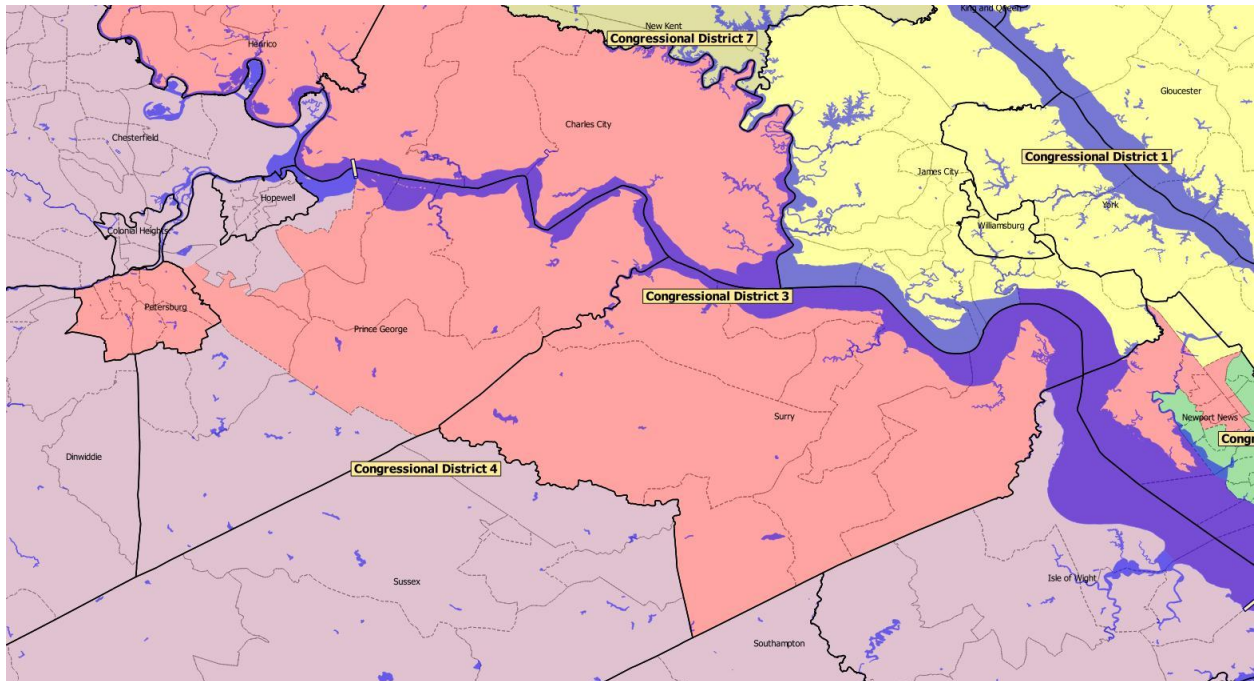 King and Queen
New Kent
Congressional District 7
Henrico
Gloucester
Charles City
Chesterfield
Congressional District 1
James City
Hopewell
York
Williamsburg
Colonial Heights
Congressional District 3
Petersburg
Prince George
Surry
Newport News
Congr
Dinwiddie
Congressional District 4
Sussex
Isle of Wight
Southampton